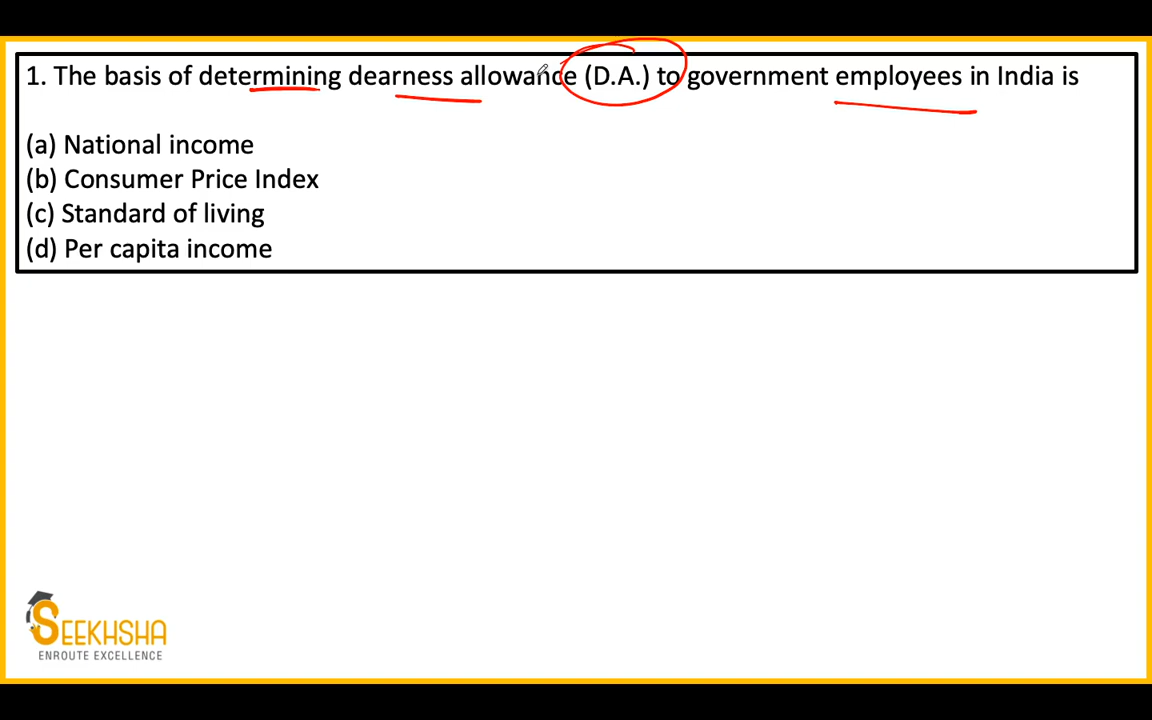 1. The basis of determining dearness allowance (D.A.) to government employees in India is
(a) National income
(b) Consumer Price Index
(c) Standard of living
(d) Per capita income
SEEKHSHA
ENROUTE EXCELLENCE